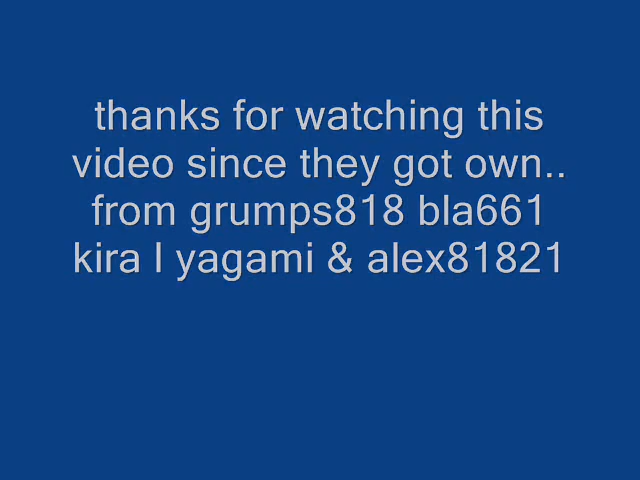 thanks for watching this
video since they got own..
from grumps818 bla661
kira l yagami & alex81821